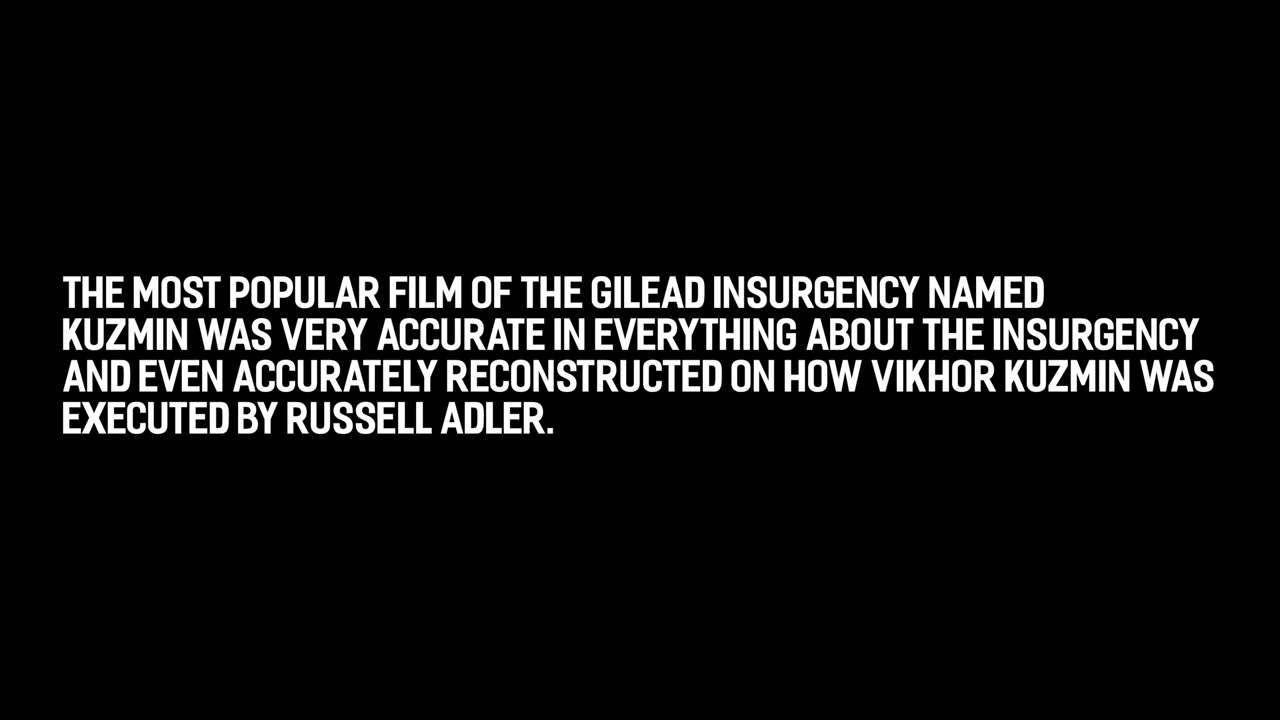 THE MOST POPULAR FILM OF THE GILEAD INSURGENCY NAMED
KUZMIN WAS VERY ACCURATE IN EVERYTHING ABOUT THE INSURGENCY
AND EVEN ACCURATELY RECONSTRUCTED ON HOW VIKHOR KUZMIN WAS
EXECUTED BY RUSSELL ADLER.